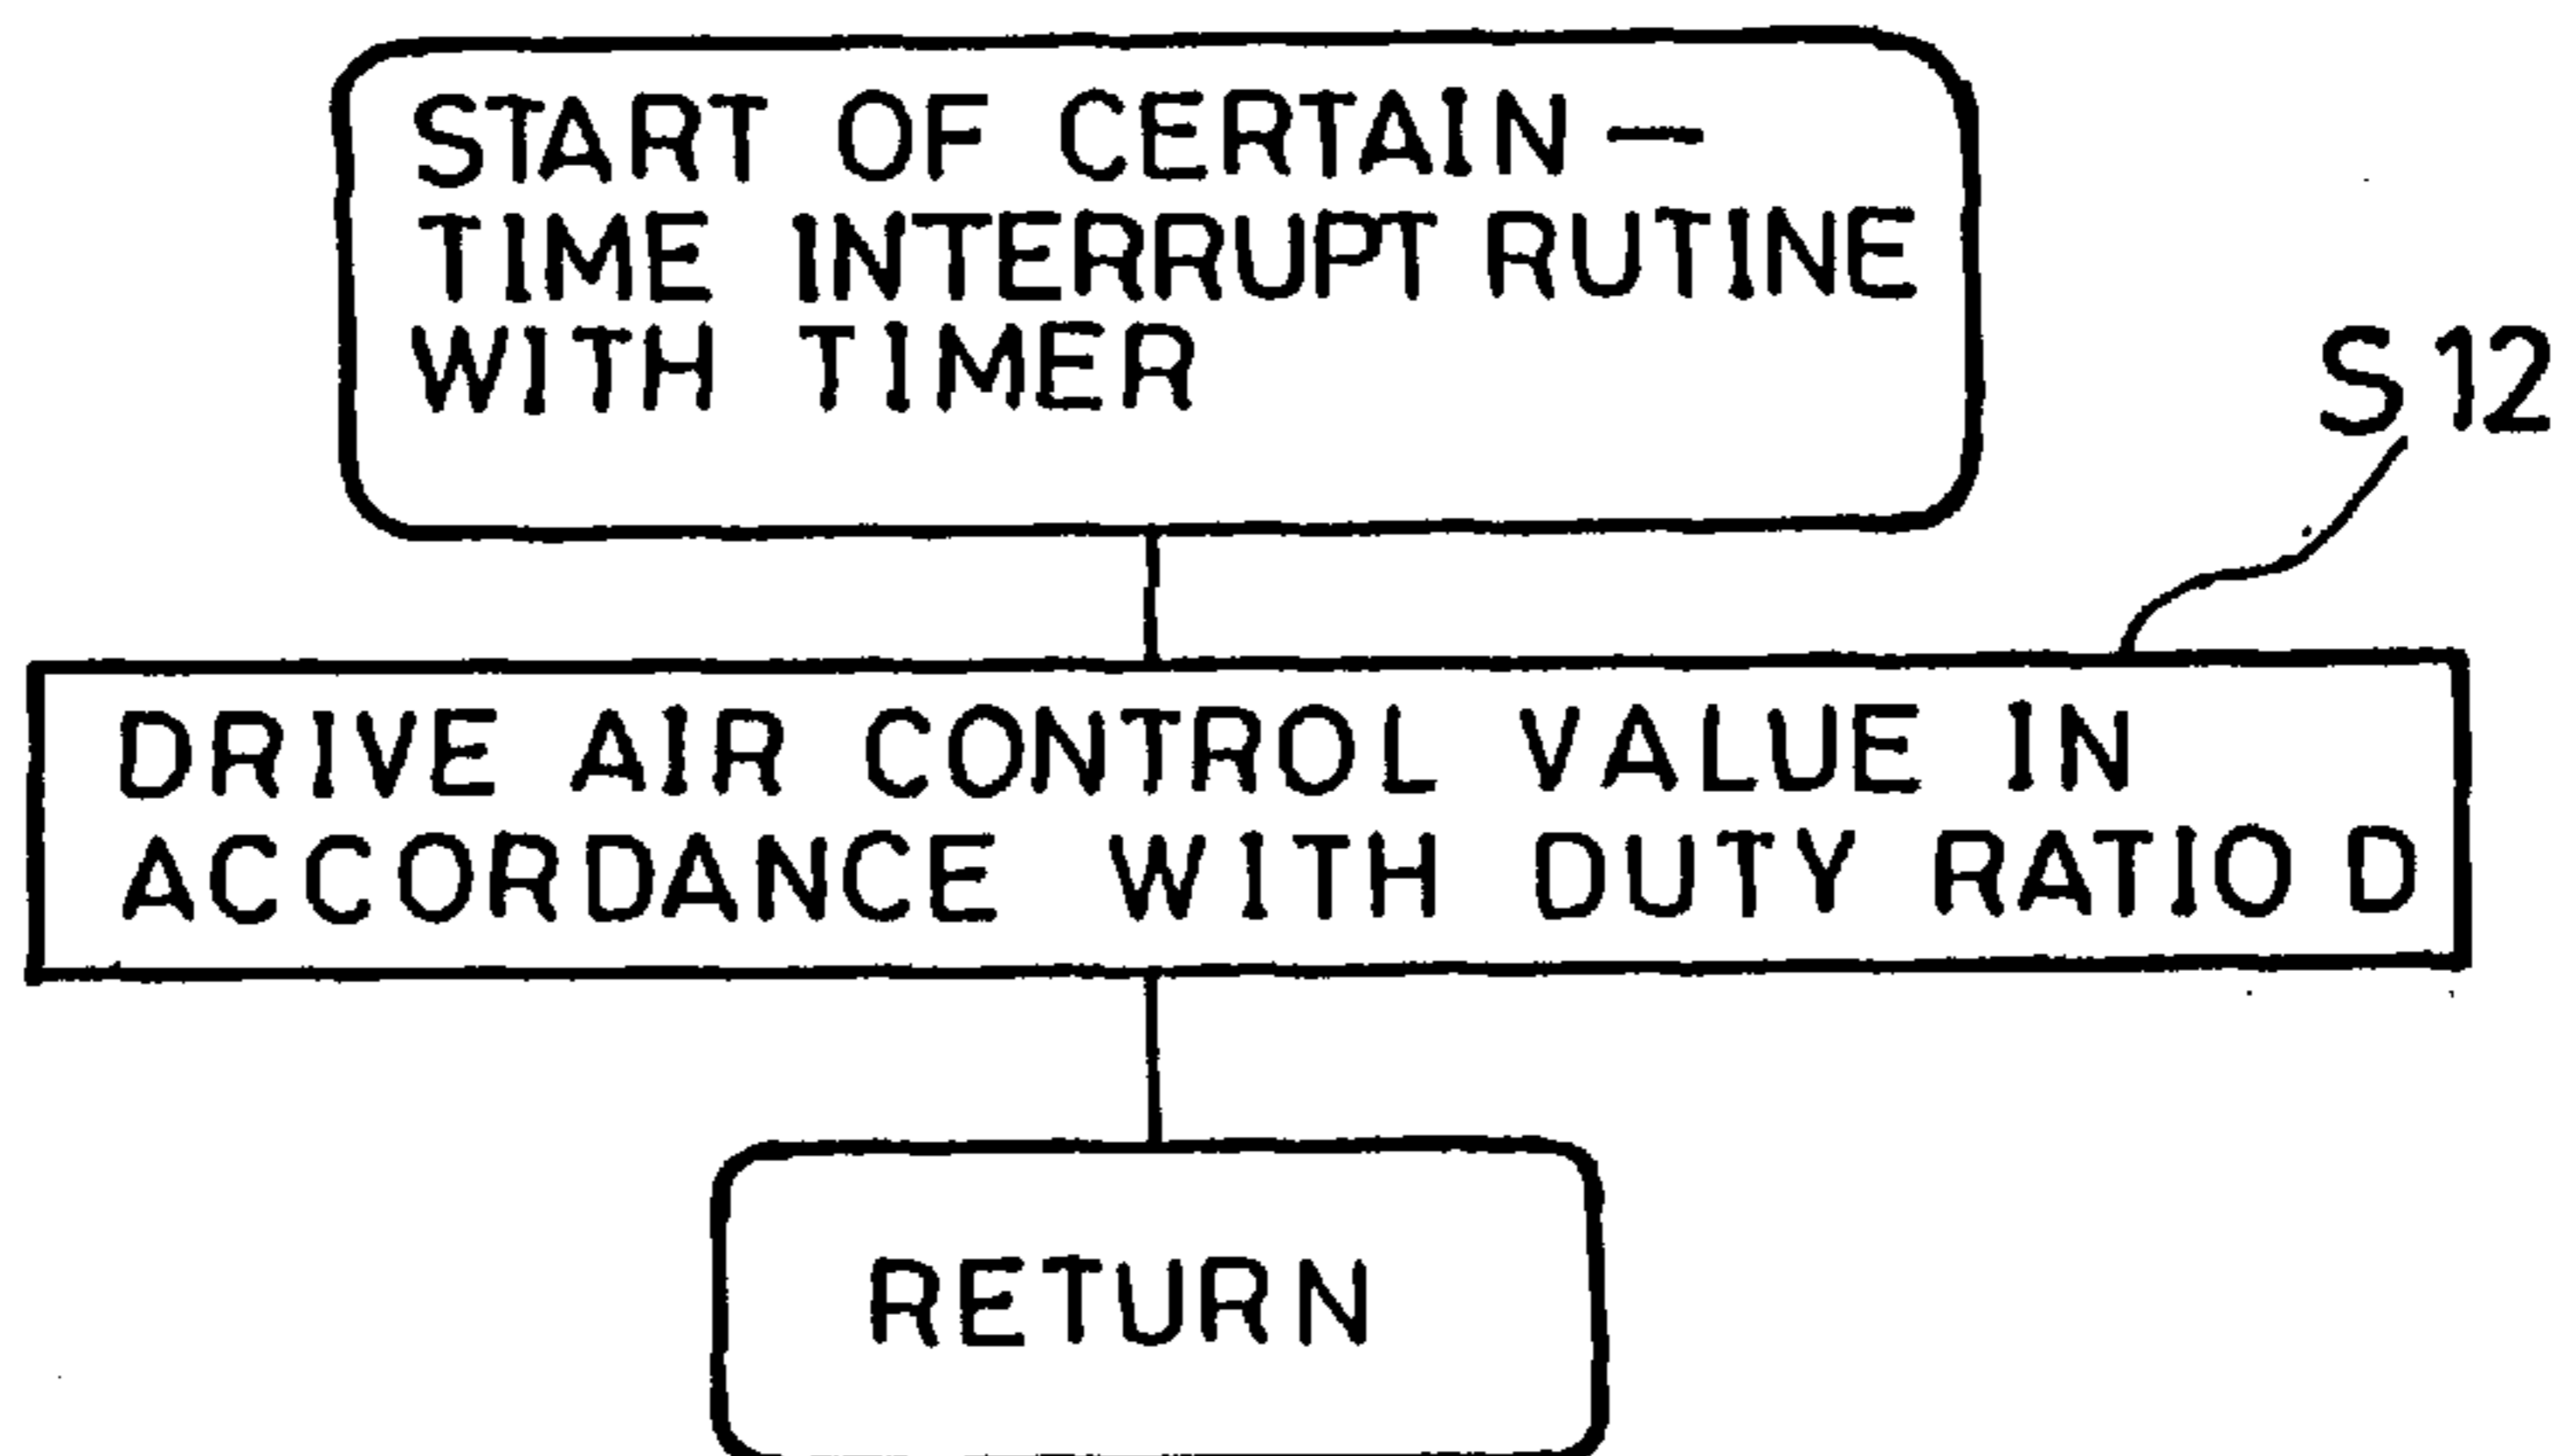 START OF CERTAIN-
TIME INTERRUPT RUTINE
WITH TIMER
S12
DRIVE AIR CONTROL VALUE IN
ACCORDANCE WITH DUTY RATIO D
RETURN